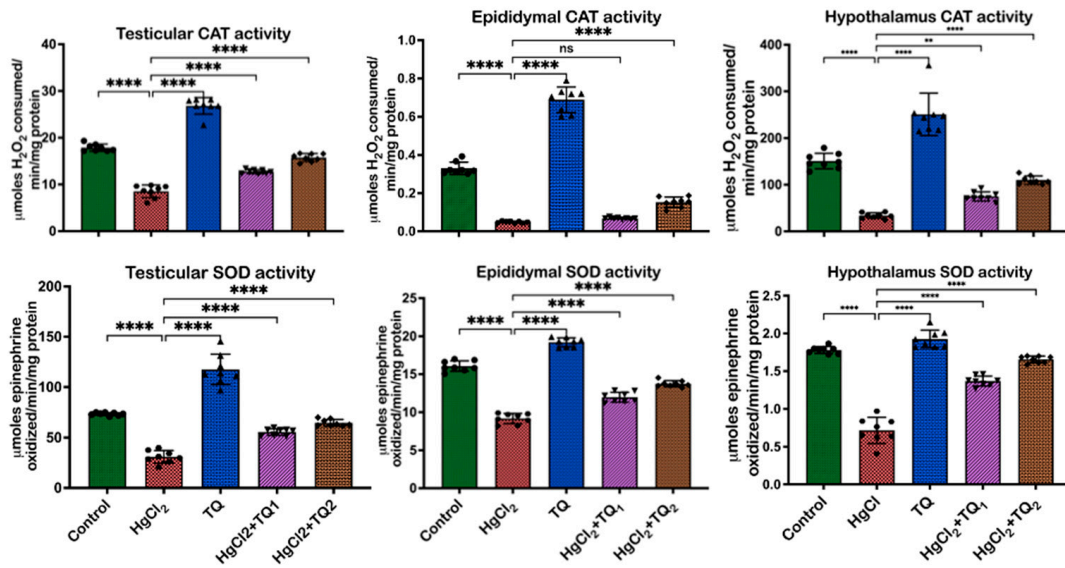 Testicular CAT activity
μmoles H₂O₂ consumed/
min/mg protein
40
30
20
10
0
****
****
****
****
Epididymal CAT activity
μmoles H₂O₂ consumed/
min/mg protein
1.0
0.8
0.6
0.4
0.2
0.0
****
ns
****
****
Hypothalamus CAT activity
μmoles H₂O₂ consumed/
min/mg protein
400
300
200
100
0
****
**
****
****
Testicular SOD activity
μmoles epinephrine
oxidized/min/mg protein
200
150
100
50
0
****
****
****
****
Control
HgCl₂
TQ
HgCl2+TQ1
HgCl2+TQ2
Epididymal SOD activity
μmoles epinephrine
oxidized/min/mg protein
25
20
15
10
5
0
****
****
****
****
Control
HgCl₂
TQ
HgCl₂+TQ₁
HgCl₂+TQ₂
Hypothalamus SOD activity
μmoles epinephrine
oxidized/min/mg protein
2.5
2.0
1.5
1.0
0.5
0.0
****
****
****
****
Control
HgCl
TQ
HgCl₂+TQ₁
HgCl₂+TQ₂